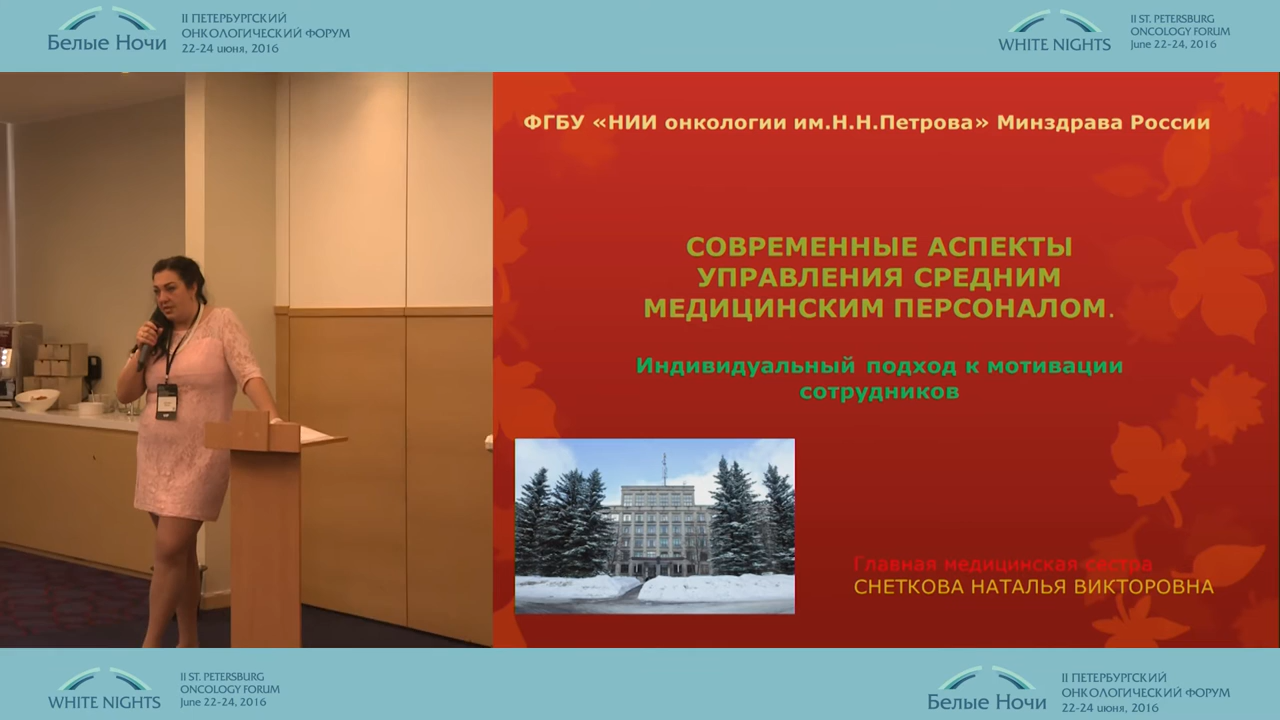 Белые Ночи
II ПЕТЕРБУРГСКИЙ
ОНКОЛОГИЧЕСКИЙ ФОРУМ
22-24 июня, 2016
WHITE NIGHTS
II ST. PETERSBURG
ONCOLOGY FORUM
June 22-24, 2016
ФГБУ «НИИ онкологии им.Н.Н.Петрова» Минздрава России
СОВРЕМЕННЫЕ АСПЕКТЫ
УПРАВЛЕНИЯ СРЕДНИМ
МЕДИЦИНСКИМ ПЕРСОНАЛОМ.
Индивидуальный подход к мотивации
сотрудников
Главная медицинская сестра
СНЕТКОВА НАТАЛЬЯ ВИКТОРОВНА
WHITE NIGHTS
II ST. PETERSBURG
ONCOLOGY FORUM
June 22-24, 2016
Белые Ночи
II ПЕТЕРБУРГСКИЙ
ОНКОЛОГИЧЕСКИЙ ФОРУМ
22-24 июня, 2016